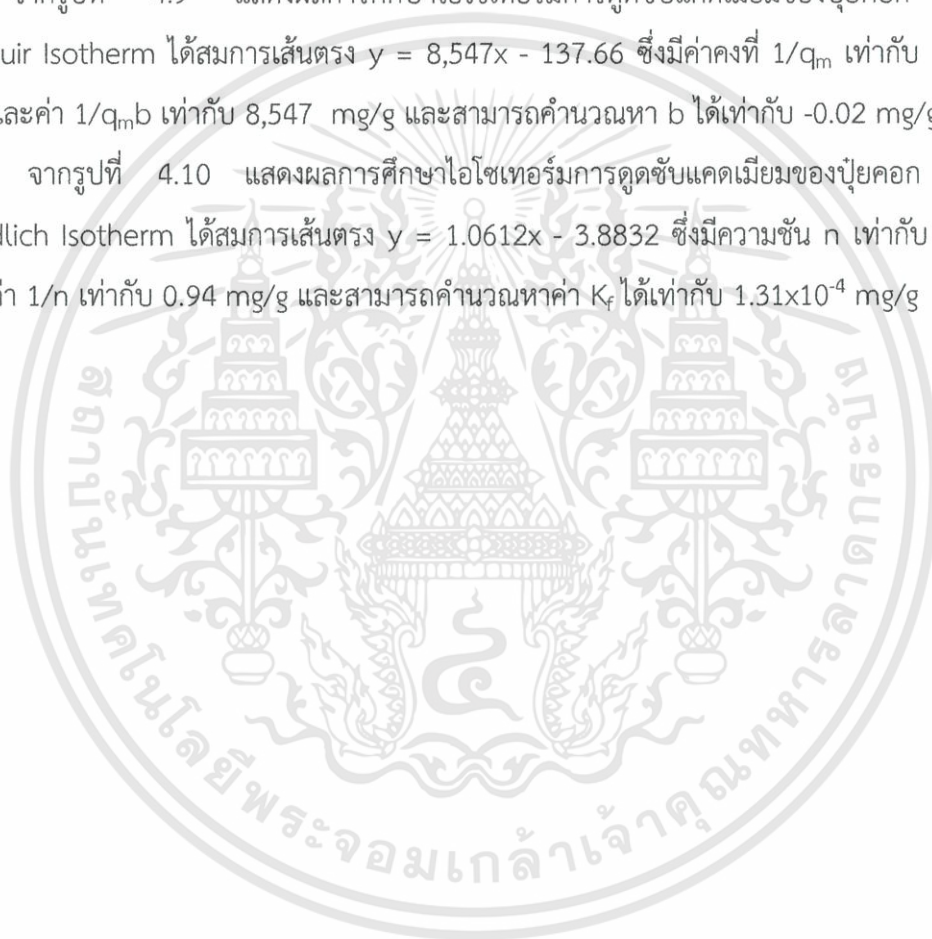 จากรูปที่ 4.9 แสดงผลการศึกษาไอโซเทอร์มการดูดซับแคดเมียมของปุ๋ยคอก
uir Isotherm ได้สมการเส้นตรง y = 8,547x - 137.66 ซึ่งมีค่าคงที่ 1/qₘ เท่ากับ
ละค่า 1/qₘb เท่ากับ 8,547 mg/g และสามารถคำนวณหา b ได้เท่ากับ -0.02 mg/g
จากรูปที่ 4.10 แสดงผลการศึกษาไอโซเทอร์มการดูดซับแคดเมียมของปุ๋ยคอก
dlich Isotherm ได้สมการเส้นตรง y = 1.0612x - 3.8832 ซึ่งมีความชัน n เท่ากับ
ค่า 1/n เท่ากับ 0.94 mg/g และสามารถคำนวณหาค่า K_f ได้เท่ากับ 1.31x10⁻⁴ mg/g
สถาบันเทคโนโลยีพระจอมเกล้าเจ้าคุณทหารลาดกระบัง